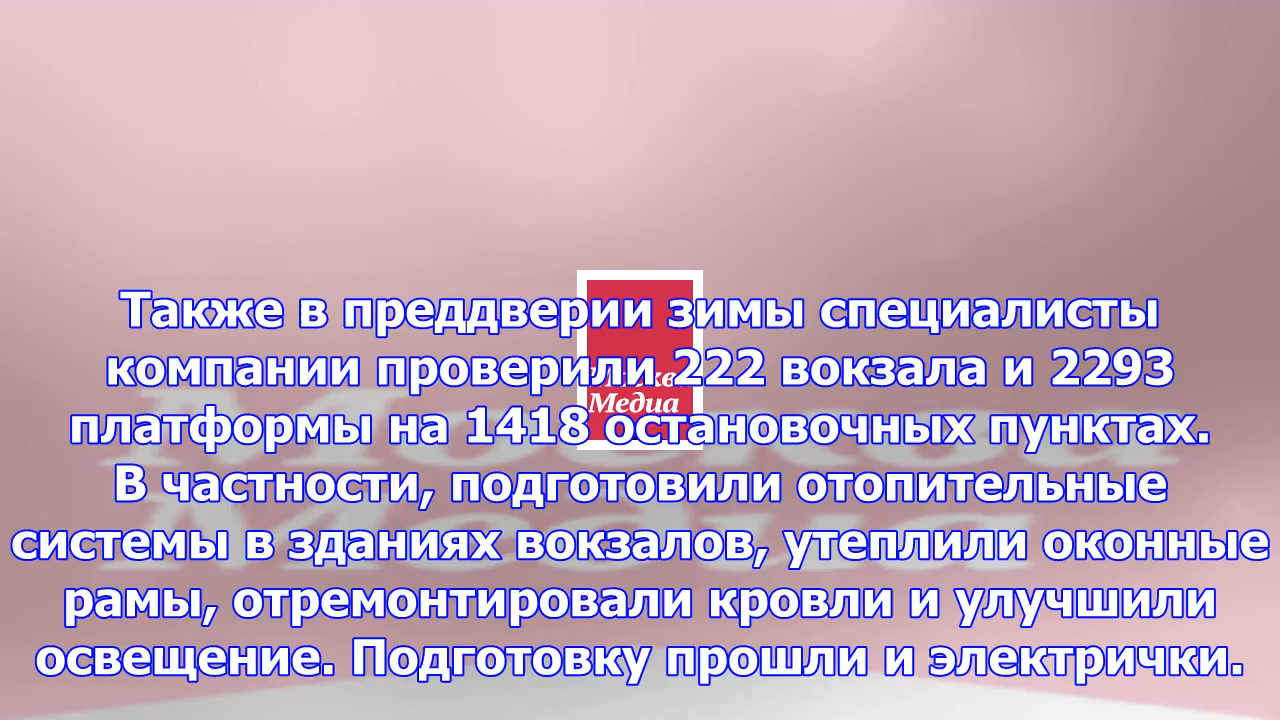 Также в преддверии зимы специалисты
компании проверили 222 вокзала и 2293
Медиа
платформы на 1418 остановочных пунктах.
В частности, подготовили отопительные
системы в зданиях вокзалов, утеплили оконные
рамы, отремонтировали кровли и улучшили
освещение. Подготовку прошли и электрички.